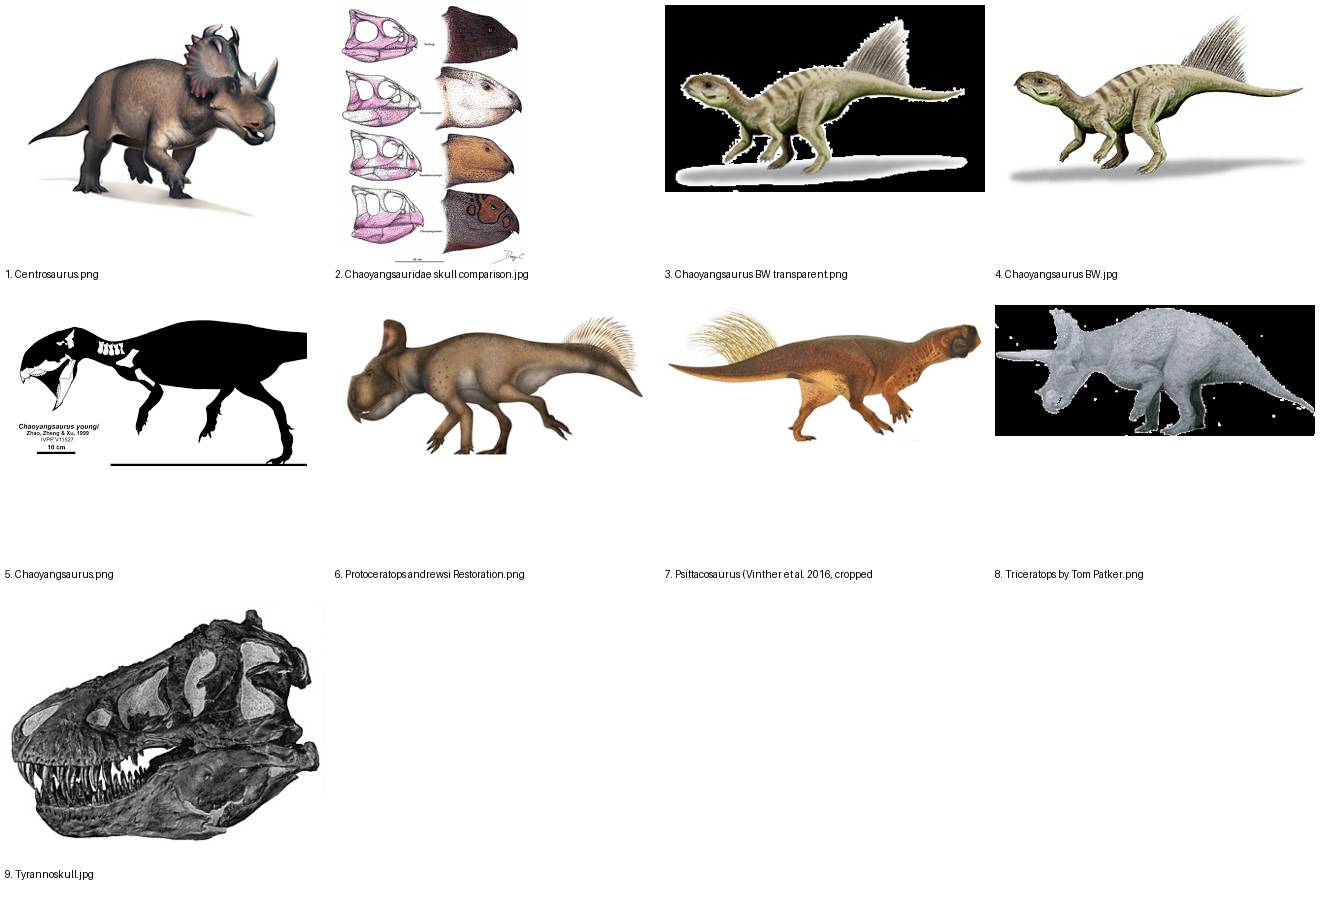 1. Centrosaurus.png
2. Chaoyangsauridae skull comparison.jpg
3. Chaoyangsaurus BW transparent.png
4. Chaoyangsaurus BW.jpg
Chaoyangsaurus youngi
Zhao, Zheng & Xu, 1999
IVPP V11527
10 cm
5. Chaoyangsaurus.png
6. Protoceratops andrewsi Restoration.png
7. Psittacosaurus (Vinther et al. 2016, cropped
8. Triceratops by Tom Patker.png
9. Tyrannoskull.jpg